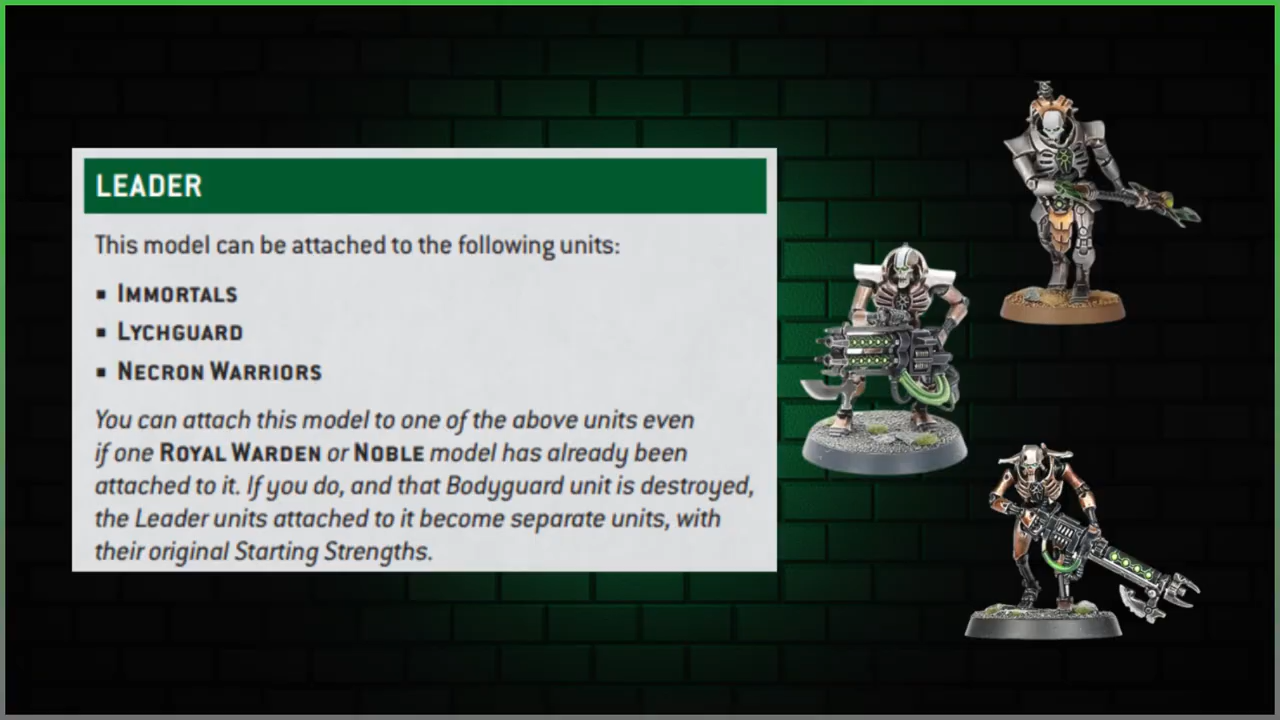 LEADER
This model can be attached to the following units:
▪ IMMORTALS
▪ LYCHGUARD
▪ NECRON WARRIORS
You can attach this model to one of the above units even
if one ROYAL WARDEN or NOBLE model has already been
attached to it. If you do, and that Bodyguard unit is destroyed,
the Leader units attached to it become separate units, with
their original Starting Strengths.